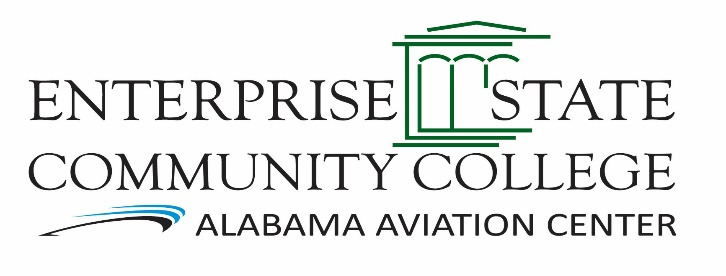 ENTERPRISE STATE
COMMUNITY COLLEGE
ALABAMA AVIATION CENTER